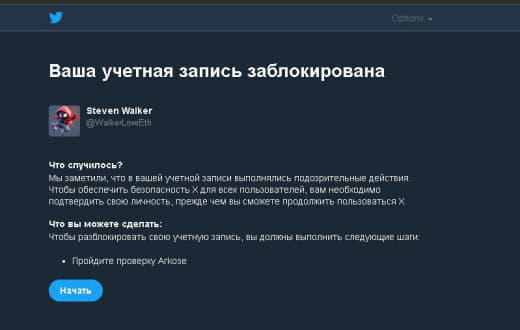 Options
Ваша учетная запись заблокирована
Steven Walker
@WalkerLoveEth
Что случилось?
Мы заметили, что в вашей учетной записи выполнялись подозрительные действия.
Чтобы обеспечить безопасность X для всех пользователей, вам необходимо
подтвердить свою личность, прежде чем вы сможете продолжить пользоваться X.
Что вы можете сделать:
Чтобы разблокировать свою учетную запись, вы должны выполнить следующие шаги:
• Пройдите проверку Arkose
Начать